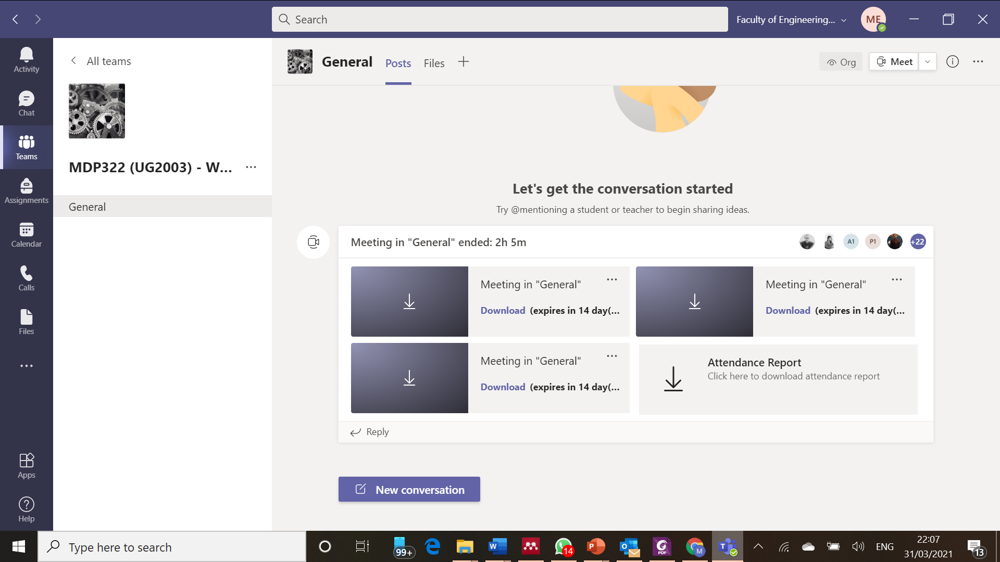 Search
Faculty of Engineering...
ME
Activity
Chat
Teams
Assignments
Calendar
Calls
Files
Apps
Help
All teams
MDP322 (UG2003) - W...
General
General
Posts
Files
Org
Meet
Let's get the conversation started
Try @mentioning a student or teacher to begin sharing ideas.
Meeting in "General" ended: 2h 5m
A1
P1
+22
Meeting in "General"
Download (expires in 14 day(...
Meeting in "General"
Download (expires in 14 day(...
Meeting in "General"
Download (expires in 14 day(...
Attendance Report
Click here to download attendance report
Reply
New conversation
Type here to search
99+
W
14
P
O
PDF
M
T
ENG
22:07
31/03/2021
13